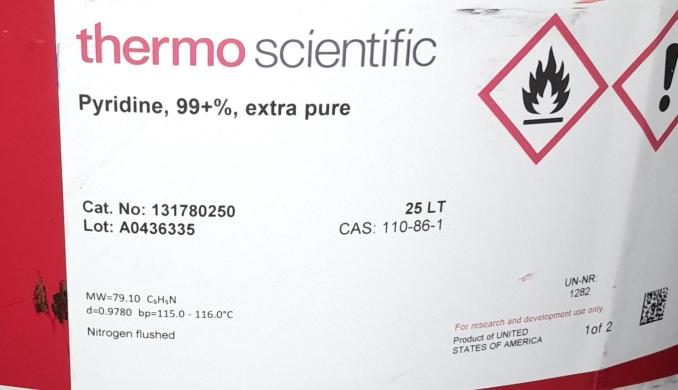 thermo scientific
Pyridine, 99+%, extra pure
Cat. No: 131780250
25 LT
Lot: A0436335
CAS: 110-86-1
MW=79.10 C₅H₅N
d=0.9780 bp=115.0 - 116.0°C
Nitrogen flushed
UN-NR:
1282
For research and development use only.
Product of UNITED
STATES OF AMERICA
1of 2